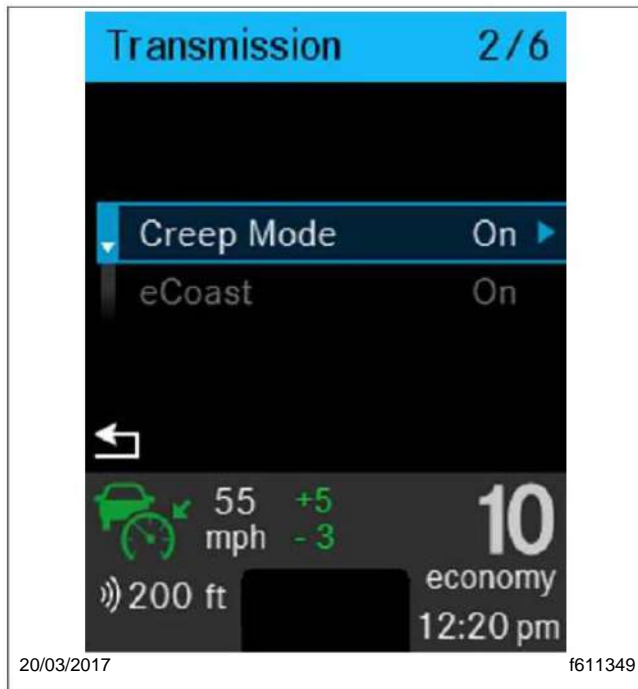 Transmission 2/6
Creep Mode On
eCoast On
55 +5
mph - 3
10
economy
200 ft
12:20 pm
20/03/2017 f611349